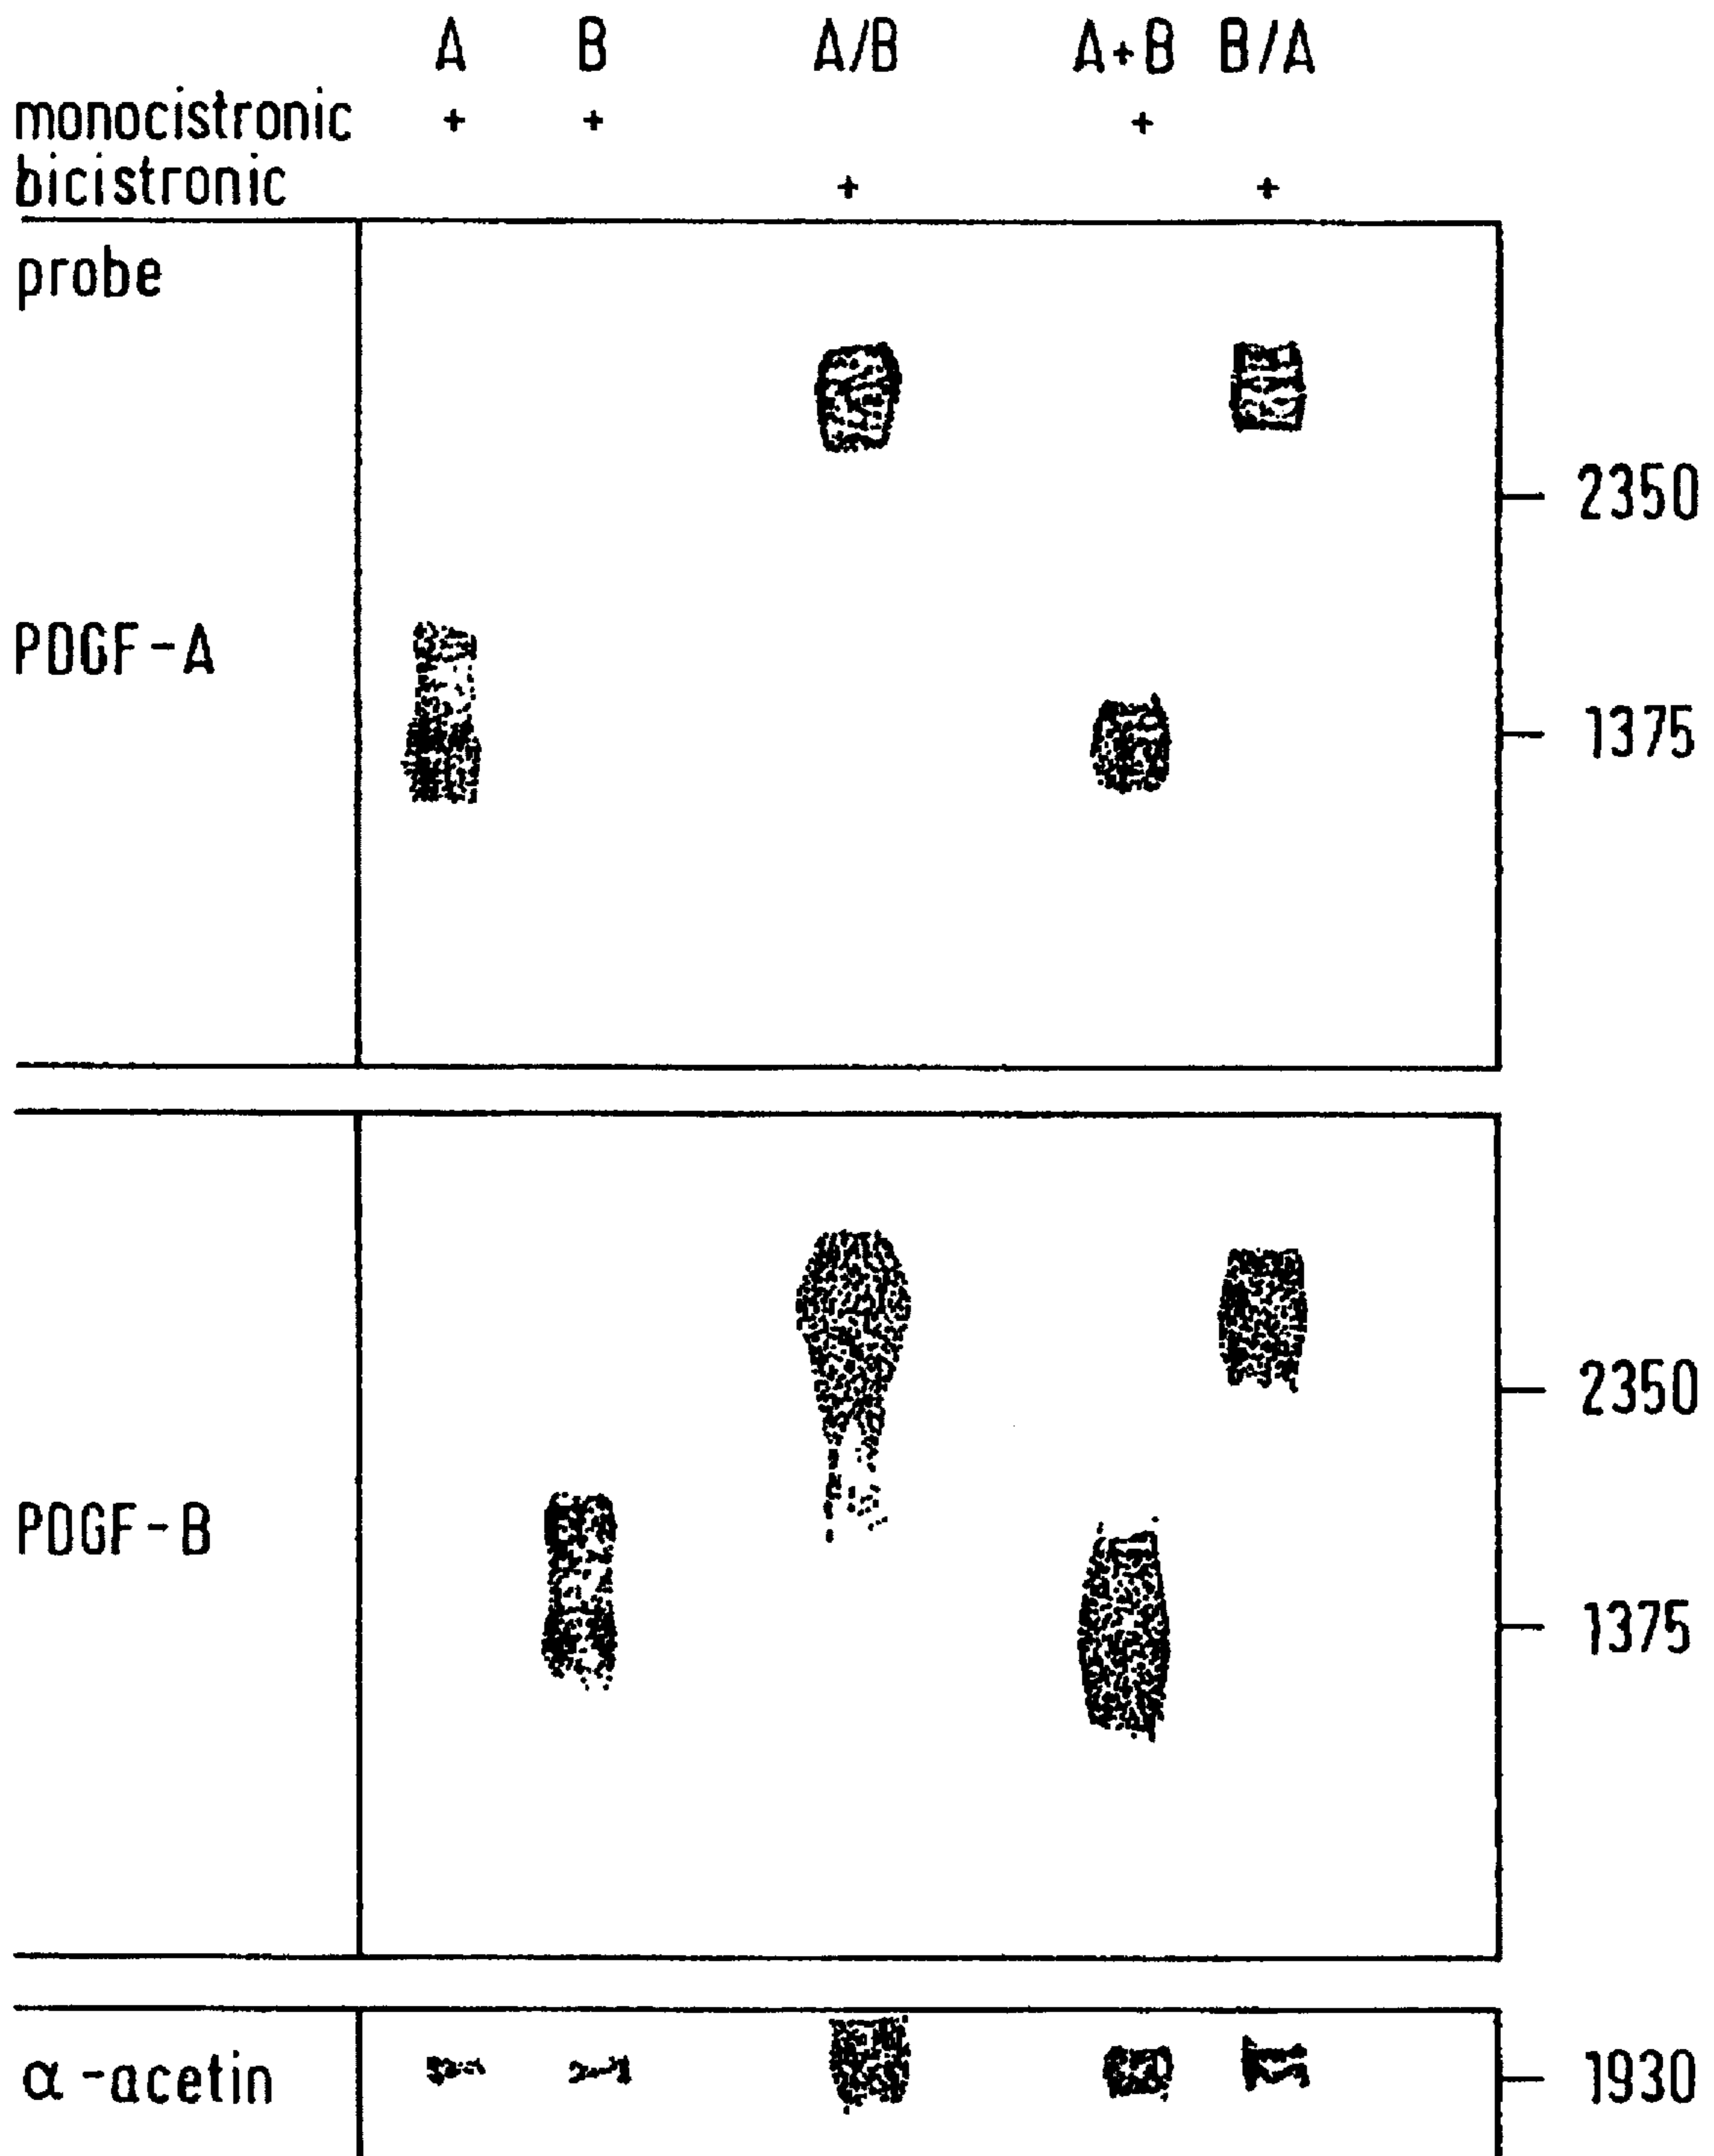 A B A/B A+B B/A
monocistronic + + +
bicistronic + +
probe
2350
PDGF-A
1375
2350
PDGF-B
1375
α-acetin 1930